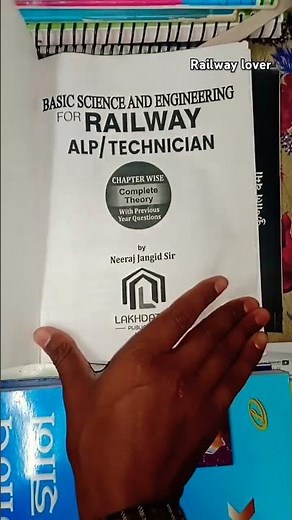 Railway lover
BASIC SCIENCE AND ENGINEERING
FOR RAILWAY
ALP/TECHNICIAN
CHAPTER WISE
Complete
Theory
With Previous
Year Questions
by
Neeraj Jangid Sir